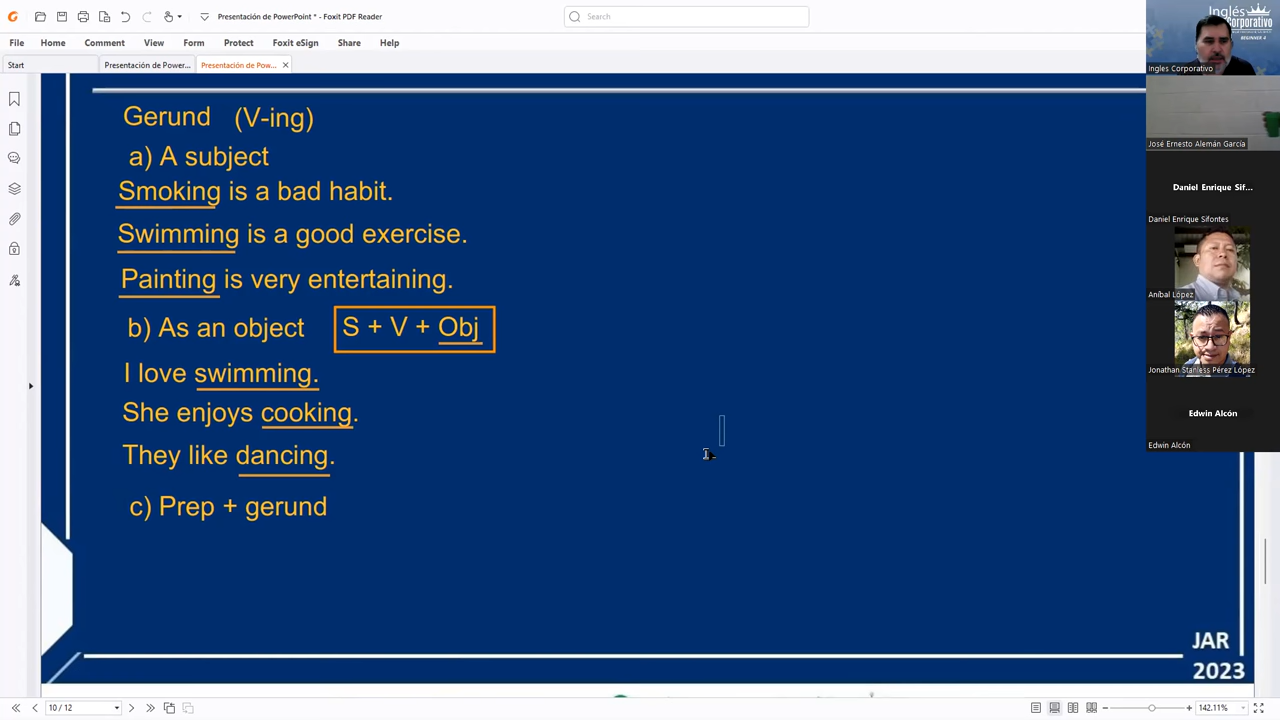 Presentación de PowerPoint * - Foxit PDF Reader
Search
File Home Comment View Form Protect Foxit eSign Share Help
Start
Presentación de Power...
Presentación de Pow...
Gerund (V-ing)
a) A subject
Smoking is a bad habit.
Swimming is a good exercise.
Painting is very entertaining.
b) As an object S + V + Obj
I love swimming.
She enjoys cooking.
They like dancing.
c) Prep + gerund
JAR
2023
10 / 12
142.11%
Inglés
Corporativo
BEGINNER 4
Ingles Corporativo
José Ernesto Alemán García
Daniel Enrique Sif...
Daniel Enrique Sifontes
Aníbal López
Jonathan Stanless Pérez López
Edwin Alcón
Edwin Alcón